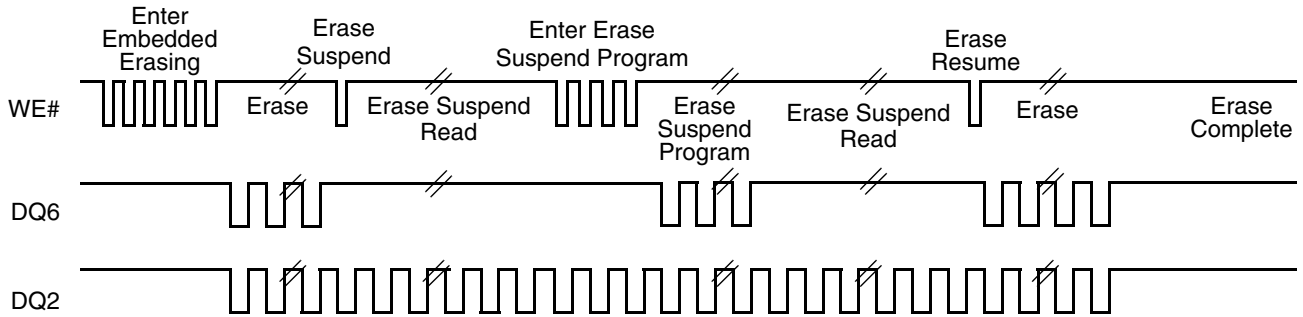 Enter
Embedded
Erasing
Erase
Suspend
Enter Erase
Suspend Program
Erase
Resume
WE#
Erase
Erase Suspend
Read
Erase
Suspend
Program
Erase Suspend
Read
Erase
Erase
Complete
DQ6
DQ2